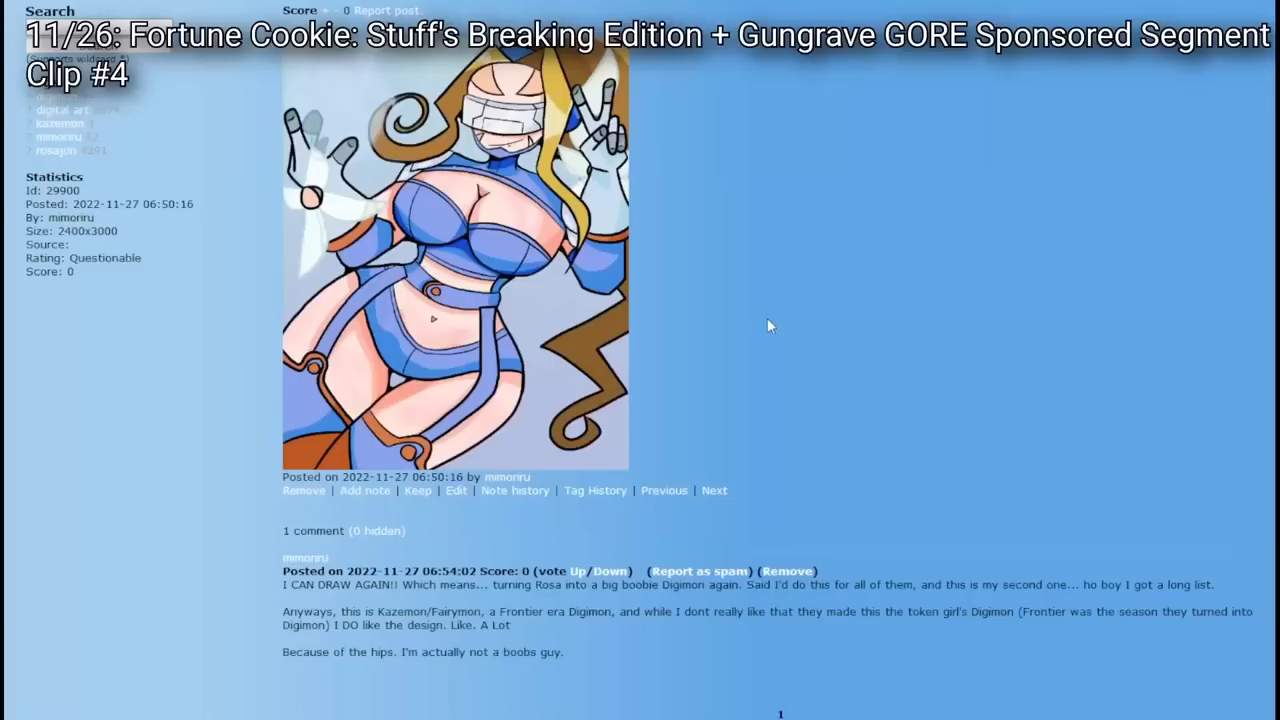 Search
Score + - 0 Report post.
11/26: Fortune Cookie: Stuff's Breaking Edition + Gungrave GORE Sponsored Segment
Clip #4
(Supports wildcard *)
digital art
kazemon
mimoriru
rosajon
Statistics
Id: 29900
Posted: 2022-11-27 06:50:16
By: mimoriru
Size: 2400x3000
Source:
Rating: Questionable
Score: 0
Posted on 2022-11-27 06:50:16 by mimoriru
Remove | Add note | Keep | Edit | Note history | Tag History | Previous | Next
1 comment (0 hidden)
mimoriru
Posted on 2022-11-27 06:54:02 Score: 0 (vote Up/Down) (Report as spam) (Remove)
I CAN DRAW AGAIN!! Which means... turning Rosa into a big boobie Digimon again. Said I'd do this for all of them, and this is my second one... ho boy I got a long list.
Anyways, this is Kazemon/Fairymon, a Frontier era Digimon, and while I dont really like that they made this the token girl's Digimon (Frontier was the season they turned into
Digimon) I DO like the design. Like. A Lot
Because of the hips. I'm actually not a boobs guy.
1